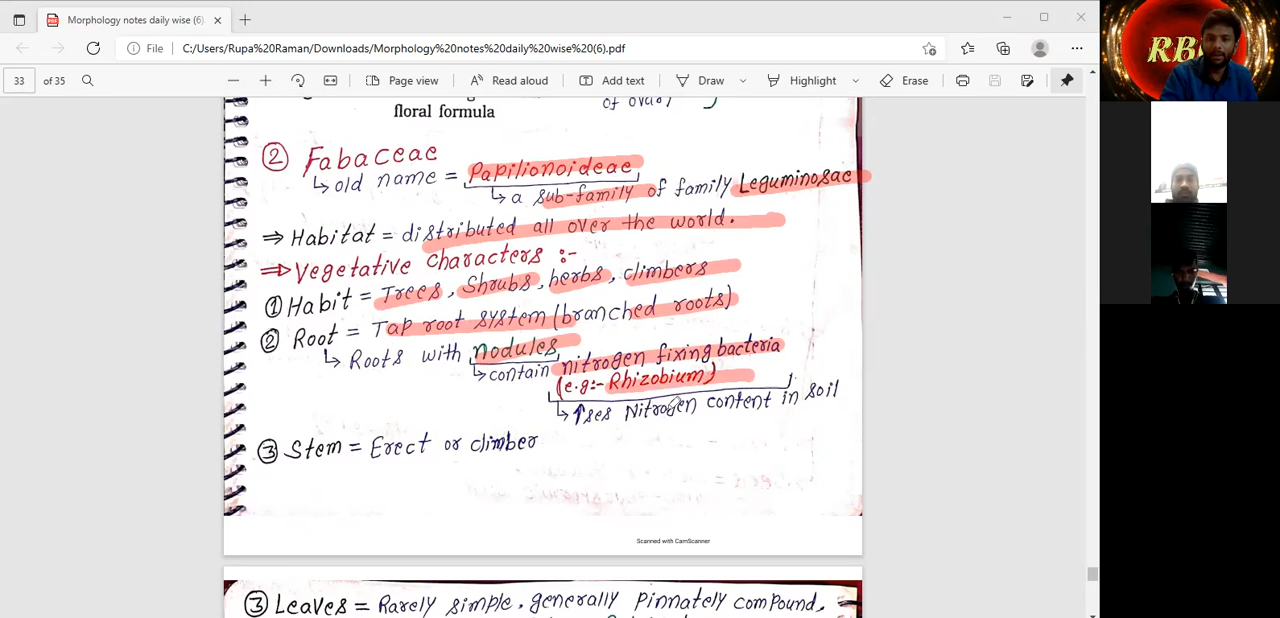 Morphology notes daily wise (6).
File C:/Users/Rupa%20Raman/Downloads/Morphology%20notes%20daily%20wise%20(6).pdf
33 of 35 Page view Read aloud Add text Draw Highlight Erase
RB
of ovary
floral formula
② Fabaceae
↳ old name = Papilionoideae
↳ a sub-family of family Leguminosae
⇒ Habitat = distributed all over the world.
⇒ Vegetative characters :-
① Habit = Trees, Shrubs, herbs, climbers
② Root = Tap root system (branched roots)
↳ Roots with nodules
↳ contain nitrogen fixing bacteria
(e.g:- Rhizobium)
↳ ↑ses Nitrogen content in soil
③ Stem = Erect or climber
Scanned with CamScanner
③ Leaves = Rarely simple, generally Pinnately compound,